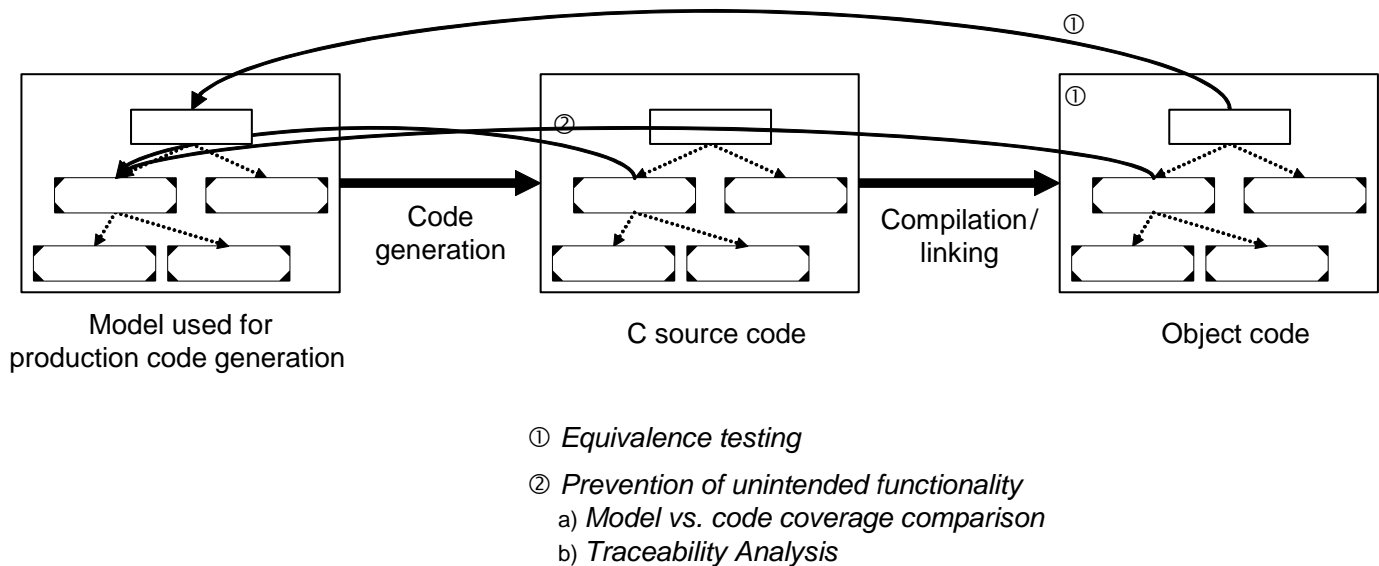 ①
①
②
Code
generation
Compilation/
linking
Model used for
production code generation
C source code
Object code
① Equivalence testing
② Prevention of unintended functionality
a) Model vs. code coverage comparison
b) Traceability Analysis